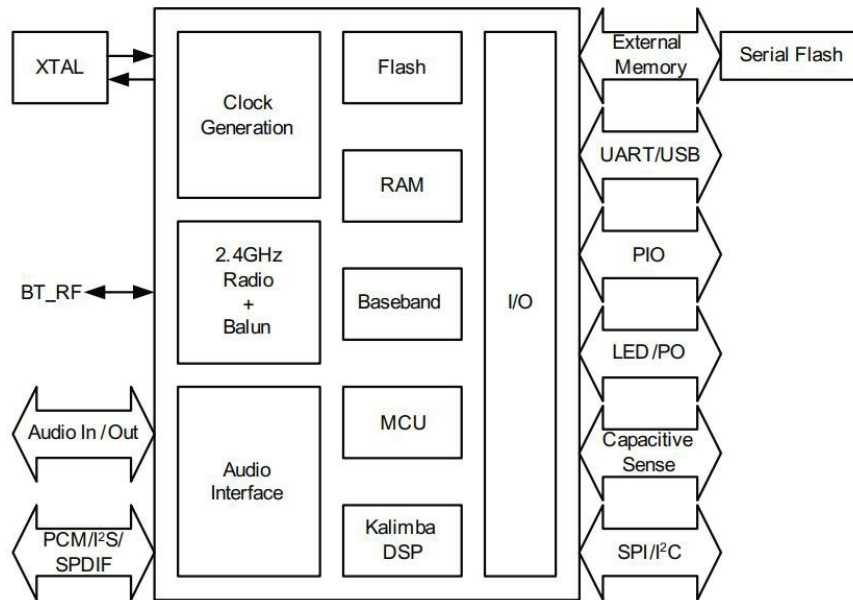 XTAL
Clock
Generation
Flash
External
Memory
Serial Flash
UART/USB
RAM
2.4GHz
Radio
+
Balun
BT_RF
Baseband
I/O
PIO
LED/PO
Audio In/Out
Audio
Interface
MCU
Capacitive
Sense
PCM/I²S/
SPDIF
Kalimba
DSP
SPI/I²C